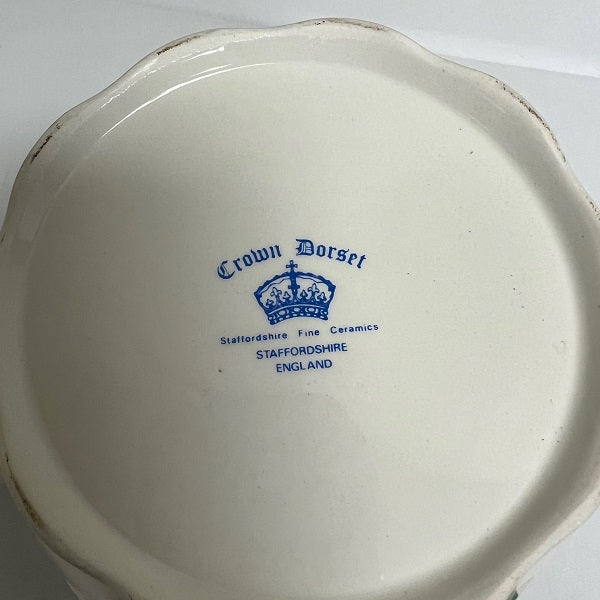 Crown Dorset
Staffordshire Fine Ceramics
STAFFORDSHIRE
ENGLAND